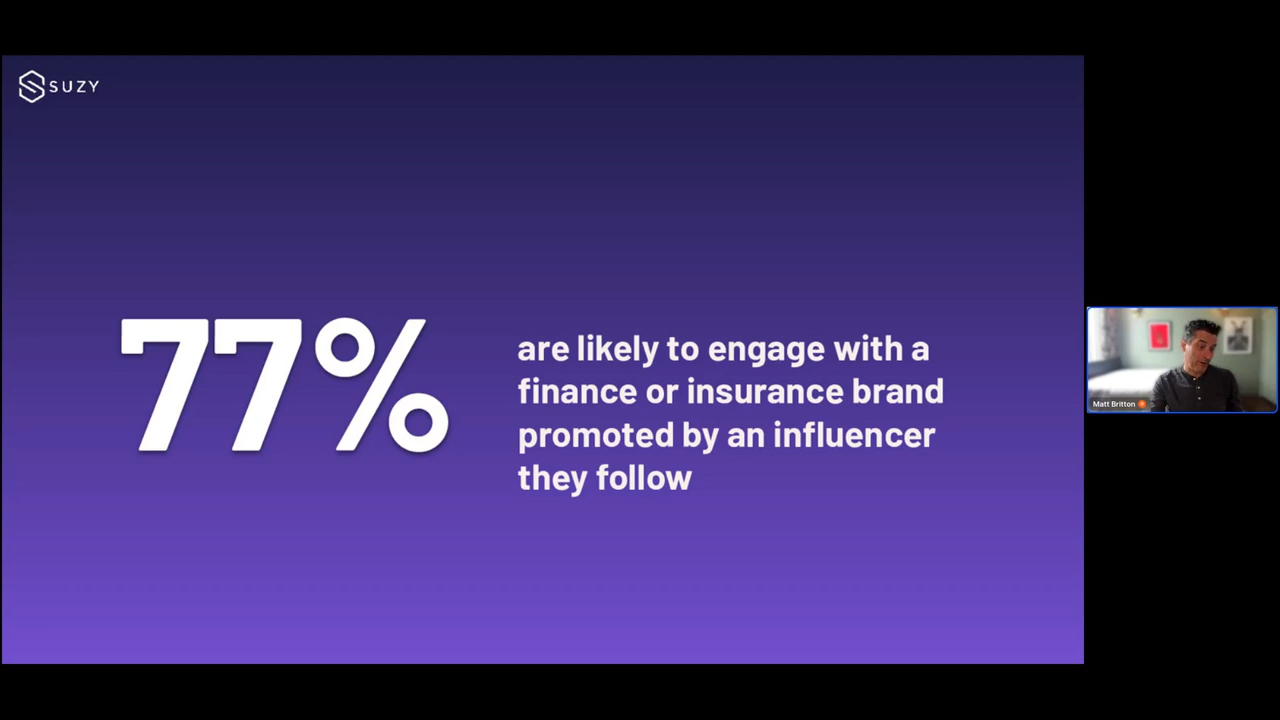 SUZY
77%
are likely to engage with a
finance or insurance brand
promoted by an influencer
they follow
Matt Britton